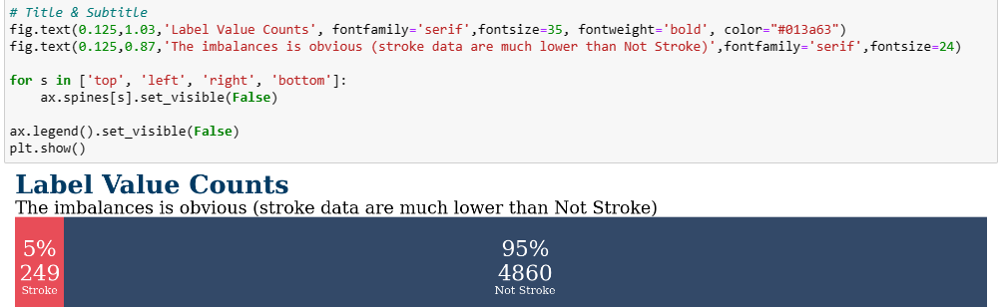 # Title & Subtitle
fig.text(0.125,1.03,'Label Value Counts', fontfamily='serif',fontsize=35, fontweight='bold', color="#013a63")
fig.text(0.125,0.87,'The imbalances is obvious (stroke data are much lower than Not Stroke)',fontfamily='serif',fontsize=24)
for s in ['top', 'left', 'right', 'bottom']:
    ax.spines[s].set_visible(False)
ax.legend().set_visible(False)
plt.show()
Label Value Counts
The imbalances is obvious (stroke data are much lower than Not Stroke)
5%
249
Stroke
95%
4860
Not Stroke